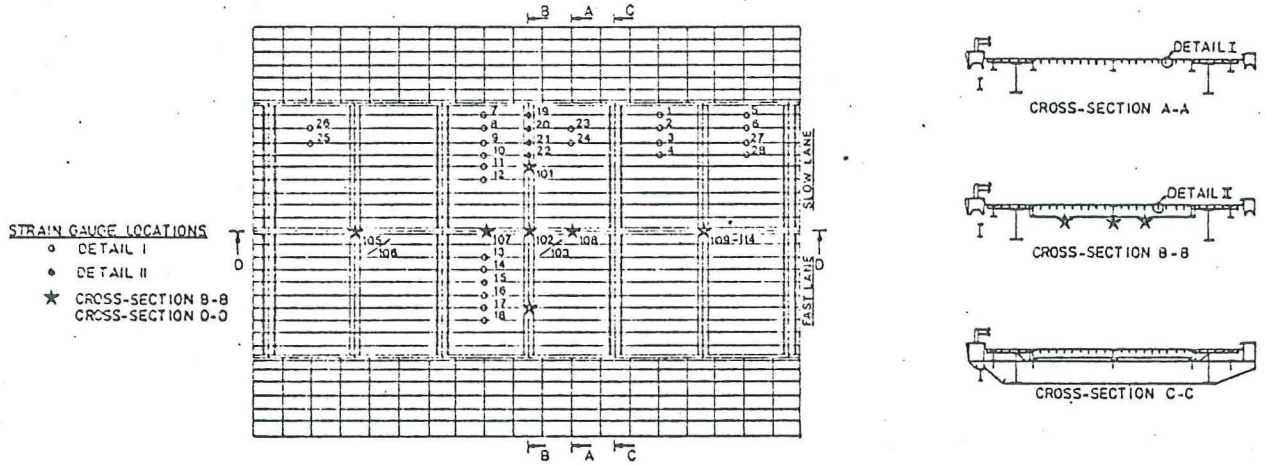 B A C
7 19 1 5
26 8 20 23 2 6
25 9 21 24 3 27
10 22 4 28
11
101
12
SLOW LANE
STRAIN GAUGE LOCATIONS
DETAIL I
DETAIL II
CROSS-SECTION B-B
CROSS-SECTION D-D
D
105
106
107
102
103
108
109-114
D
13
14
15
16
17
18
FAST LANE
B A C
DETAIL I
CROSS-SECTION A-A
DETAIL II
CROSS-SECTION B-B
CROSS-SECTION C-C